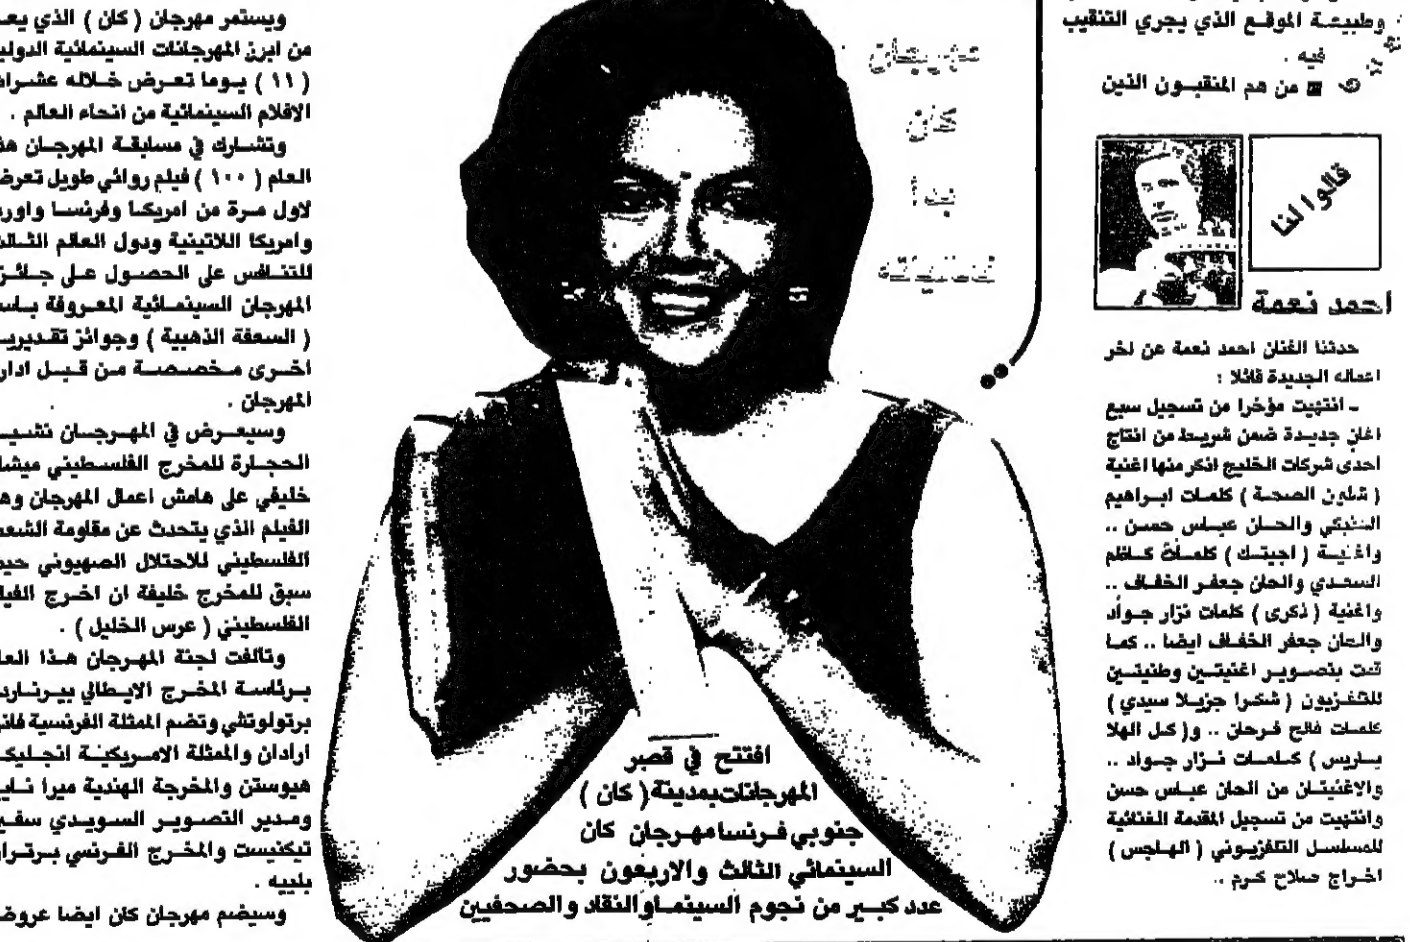 وطبيعة الموقع الذي يجري التنقيب
فيه .
من هم المنقبون الذين
قالوا لنا
احمد نعمة
حدثنا الفنان احمد نعمة عن اخر
اعماله الجديدة قائلا :
ـ انتهيت مؤخرا من تسجيل سبع
اغان جديدة ضمن شريط من انتاج
احدى شركات الخليج اذكر منها اغنية
( شلون الصحة ) كلمات ابراهيم
والحان عباس حسن ..
واغنية ( اجيتك ) كلمات كاظم
السعدي والحان جعفر الخفاف ..
واغنية ( ذكرى ) كلمات نزار جواد
والحان جعفر الخفاف ايضا .. كما
قمت بتصوير اغنيتين وطنيتين
للتلفزيون ( شكرا جزيلا سيدي )
كلمات فالح فرحان .. و( كل الهلا
بلاريس ) كلمات نزار جواد ..
والاغنيتان من الحان عباس حسن
وانتهيت من تسجيل المقدمة الغنائية
للمسلسل التلفزيوني ( الهاجس )
اخراج صلاح كرم ..
مهرجان
كان
يبدأ
افتتح في قصر
المهرجانات بمدينة ( كان )
جنوبي فرنسا مهرجان كان
السينمائي الثالث والاربعون بحضور
عدد كبير من نجوم السينما والنقاد والصحفيين
ويستمر مهرجان ( كان ) الذي يعد
من ابرز المهرجانات السينمائية الدولية
( ١١ ) يوما تعرض خلاله عشرات
الافلام السينمائية من انحاء العالم .
وتشارك في مسابقة المهرجان هذا
العام ( ١٠٠ ) فيلم روائي طويل تعرض
لاول مرة من امريكا وفرنسا واوربا
وامريكا اللاتينية ودول العالم الثالث
للتنافس على الحصول على جائزة
المهرجان السينمائية المعروفة باسم
( السعفة الذهبية ) وجوائز تقديرية
اخرى مخصصة من قبل ادارة
المهرجان .
وسيعرض في المهرجان نشيد
الحجارة للمخرج الفلسطيني ميشال
خليفي على هامش اعمال المهرجان وهو
الفيلم الذي يتحدث عن مقاومة الشعب
الفلسطيني للاحتلال الصهيوني حيث
سبق للمخرج خليفة ان اخرج الفيلم
الفلسطيني ( عرس الخليل ) .
وتالفت لجنة المهرجان هذا العام
برئاسة المخرج الايطالي بيرناردو
برتولوتشي وتضم الممثلة الفرنسية فاني
ارادان والممثلة الامريكية انجليكا
هيوستن والمخرجة الهندية ميرا ناير
ومدير التصوير السويدي سفين
نيكفيست والمخرج الفرنسي برتران
بلييه .
وسيضم مهرجان كان ايضا عروض